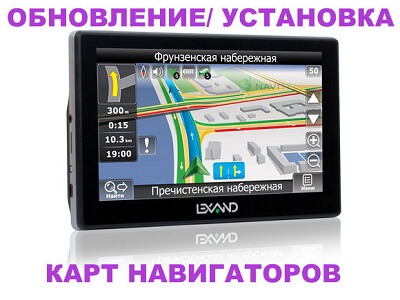 ОБНОВЛЕНИЕ/ УСТАНОВКА
Фрунзенская набережная
50
300м
0:15
10.3км
19:00
!
NAVI
Найти
Меню
Пречистенская набережная
LEXAND
КАРТ НАВИГАТОРОВ